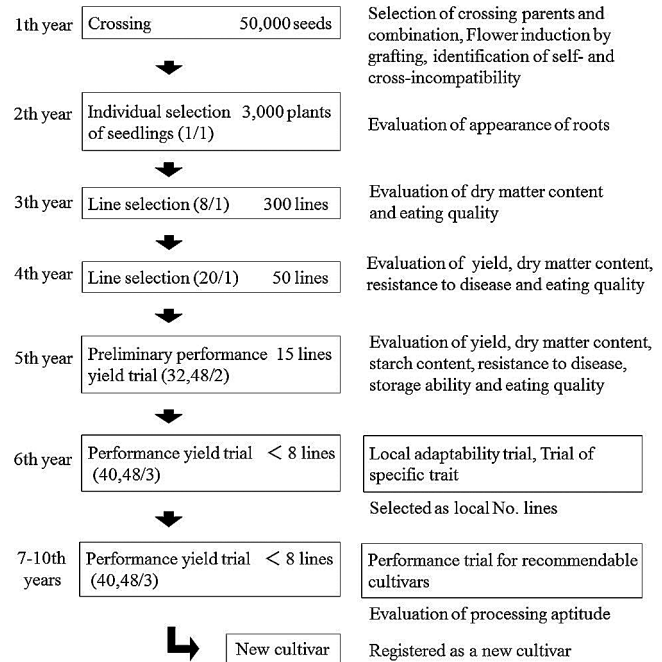 1th year
Crossing 50,000 seeds
Selection of crossing parents and
combination, Flower induction by
grafting, identification of self- and
cross-incompatibility
2th year
Individual selection 3,000 plants
of seedlings (1/1)
Evaluation of appearance of roots
3th year
Line selection (8/1) 300 lines
Evaluation of dry matter content
and eating quality
4th year
Line selection (20/1) 50 lines
Evaluation of yield, dry matter content,
resistance to disease and eating quality
5th year
Preliminary performance 15 lines
yield trial (32,48/2)
Evaluation of yield, dry matter content,
starch content, resistance to disease,
storage ability and eating quality
6th year
Performance yield trial < 8 lines
(40,48/3)
Local adaptability trial, Trial of
specific trait
Selected as local No. lines
7-10th
years
Performance yield trial < 8 lines
(40,48/3)
Performance trial for recommendable
cultivars
Evaluation of processing aptitude
New cultivar
Registered as a new cultivar